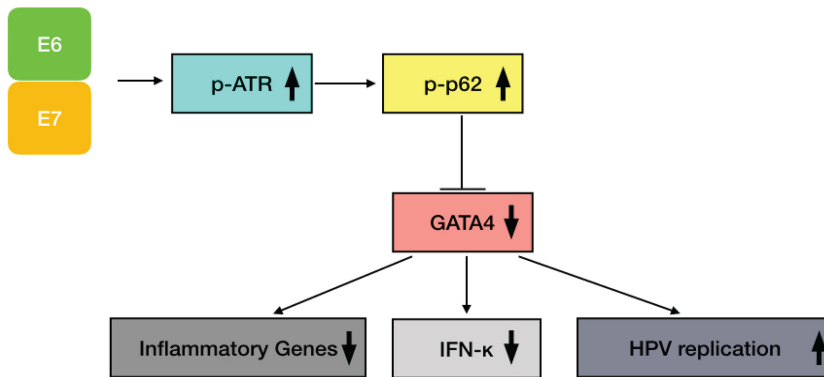 E6
E7
p-ATR
p-p62
GATA4
Inflammatory Genes
IFN-κ
HPV replication